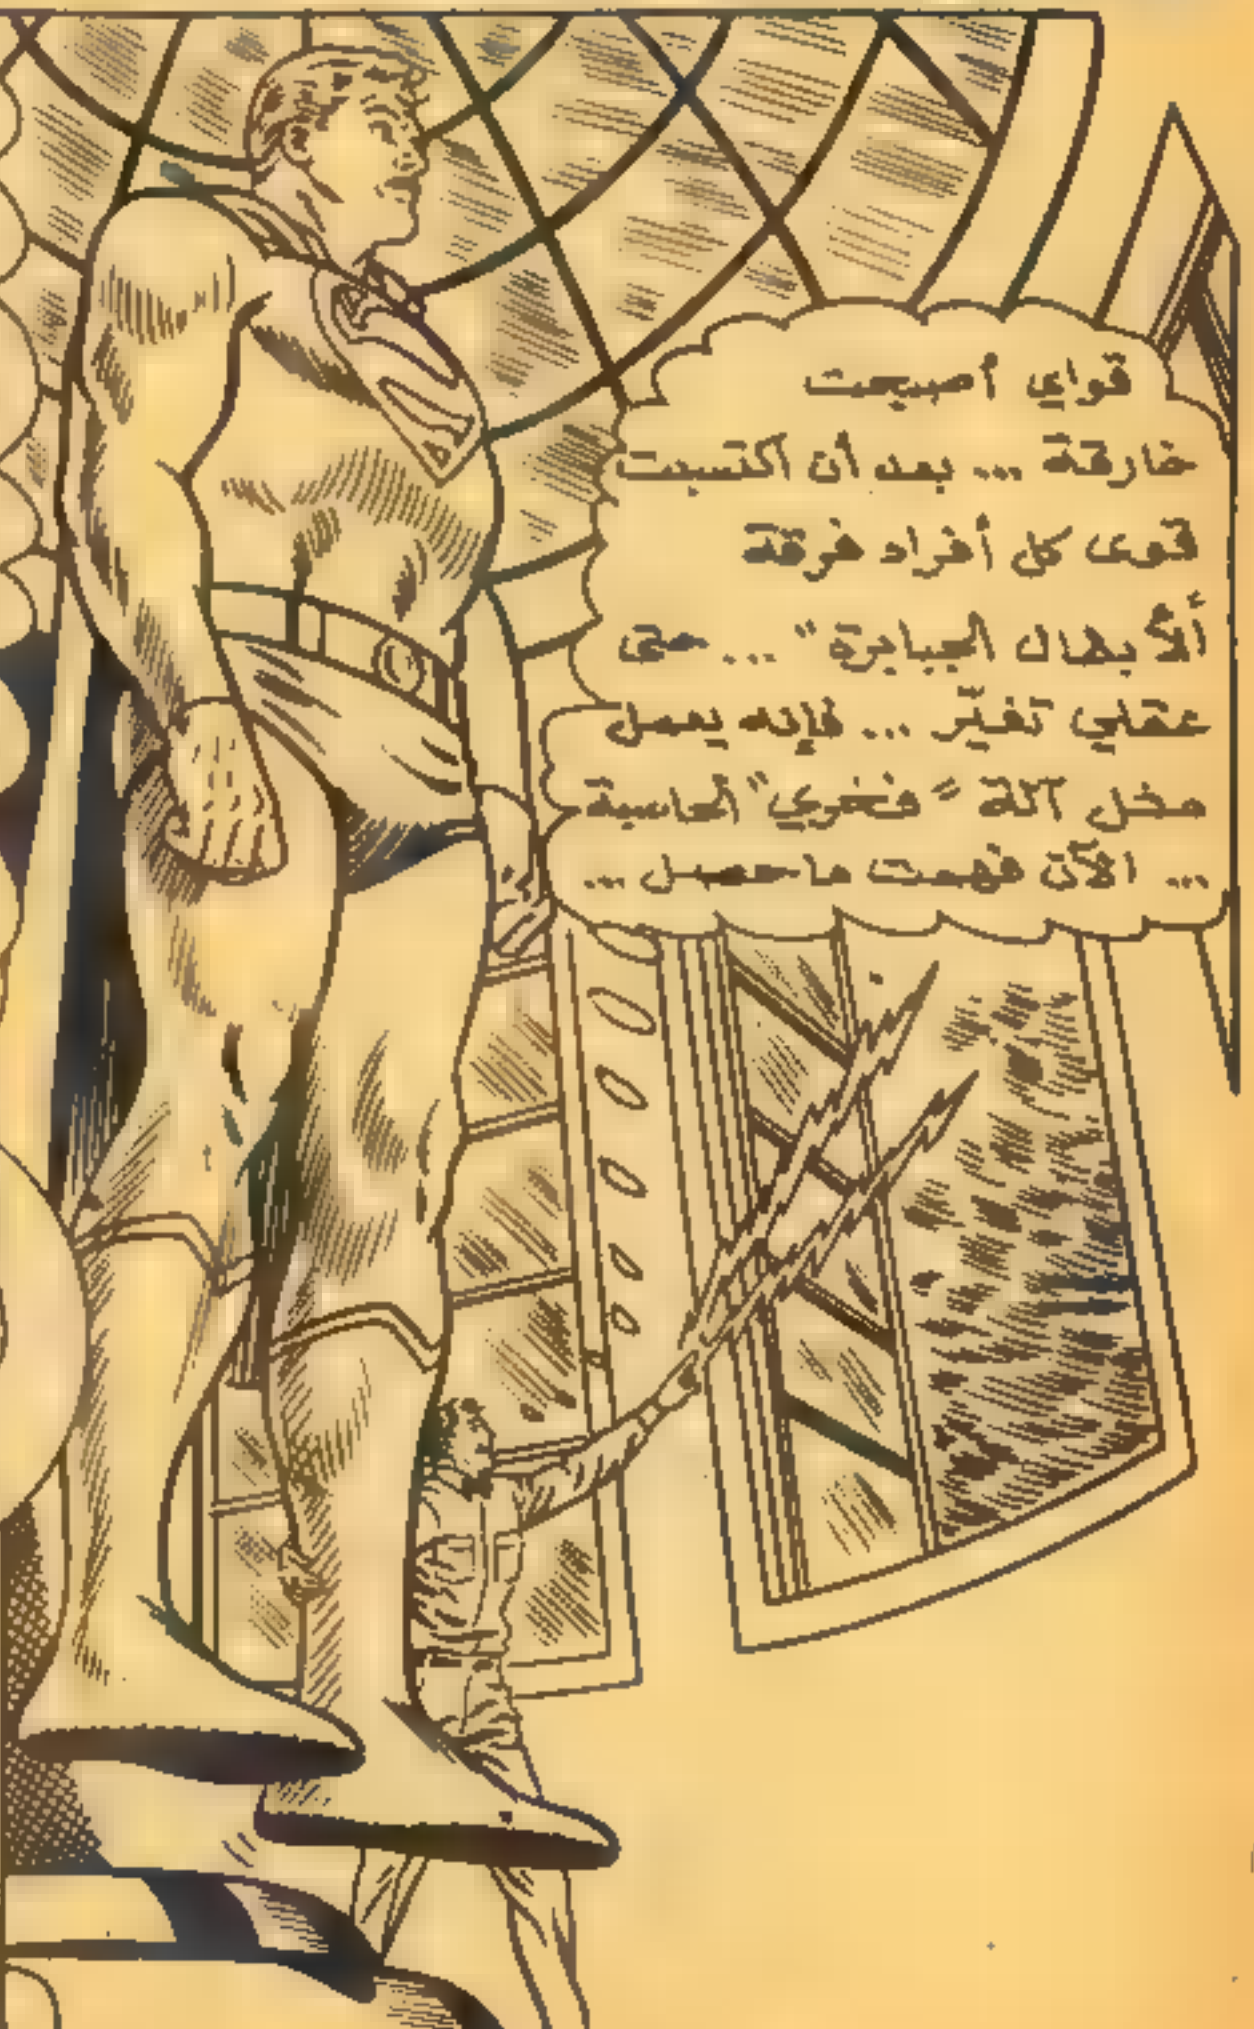 قواي أصبحت
خارقة ... بعد أن اكتسبت
قوى كل أفراد فرقة
"الأبطال الجبابرة" ... حتى
عقلي تغيّر ... فإنه يعمل
مثل آلة "فخري" الحاسبة
... الآن فهمت ما حصل ...